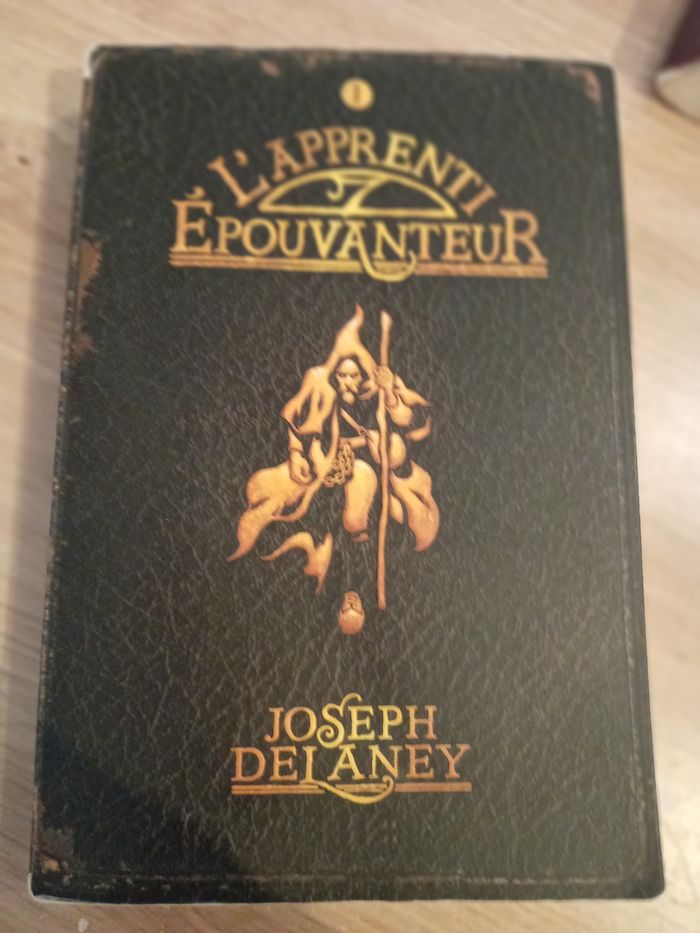 1
L'APPRENTI
ÉPOUVANTEUR
JOSEPH
DELANEY